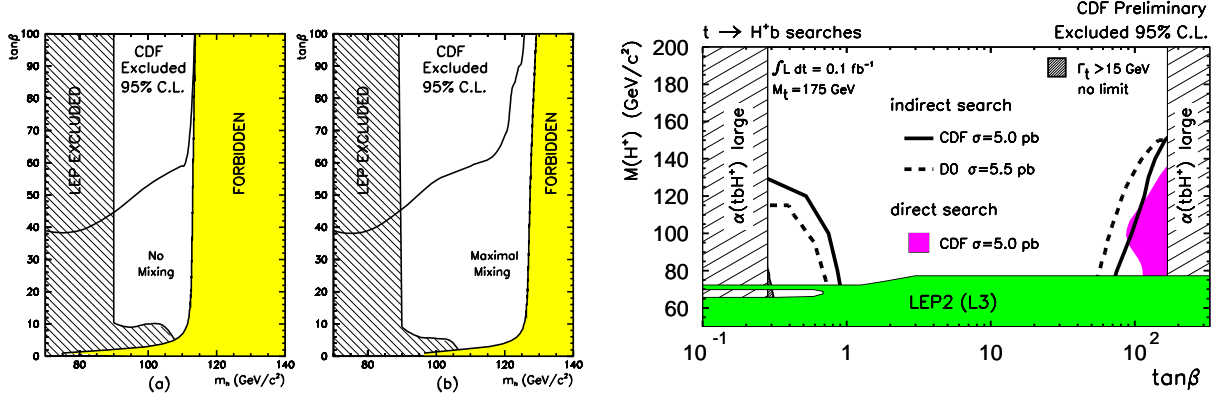 tanβ
100
90
80
70
60
50
40
30
20
10
0
CDF
Excluded
95% C.L.
LEP EXCLUDED
FORBIDDEN
No
Mixing
80
100
120
140
(a)
mₕ (GeV/c²)
tanβ
100
90
80
70
60
50
40
30
20
10
0
CDF
Excluded
95% C.L.
LEP EXCLUDED
FORBIDDEN
Maximal
Mixing
80
100
120
140
(b)
mₕ (GeV/c²)
CDF Preliminary
t → H⁺b searches
Excluded 95% C.L.
M(H⁺) (GeV/c²)
200
180
160
140
120
100
80
60
∫L dt = 0.1 fb⁻¹
Mₜ = 175 GeV
Γₜ >15 GeV
no limit
α(tbH⁺) large
α(tbH⁺) large
indirect search
CDF σ=5.0 pb
D0 σ=5.5 pb
direct search
CDF σ=5.0 pb
LEP2 (L3)
10⁻¹
1
10
10²
tanβ